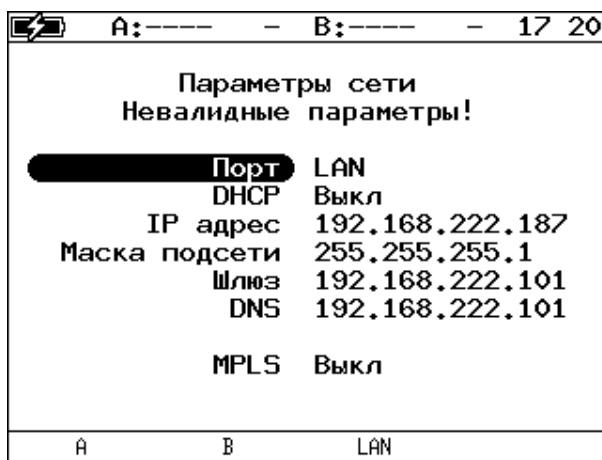 A:---- - B:---- - 17 20
Параметры сети
Невалидные параметры!
Порт LAN
DHCP Выкл
IP адрес 192.168.222.187
Маска подсети 255.255.255.1
Шлюз 192.168.222.101
DNS 192.168.222.101
MPLS Выкл
A B LAN